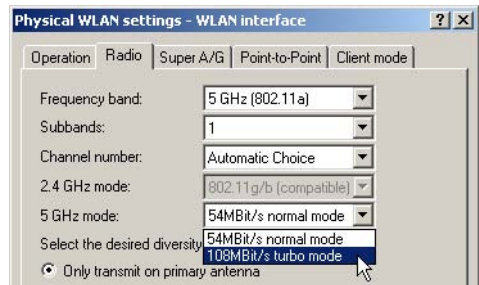 Physical WLAN settings - WLAN interface
Operation Radio Super A/G Point-to-Point Client mode
Frequency band: 5 GHz (802.11a)
Subbands: 1
Channel number: Automatic Choice
2.4 GHz mode: 802.11g/b (compatible)
5 GHz mode: 54MBit/s normal mode
Select the desired diversity 54MBit/s normal mode
108MBit/s turbo mode
Only transmit on primary antenna